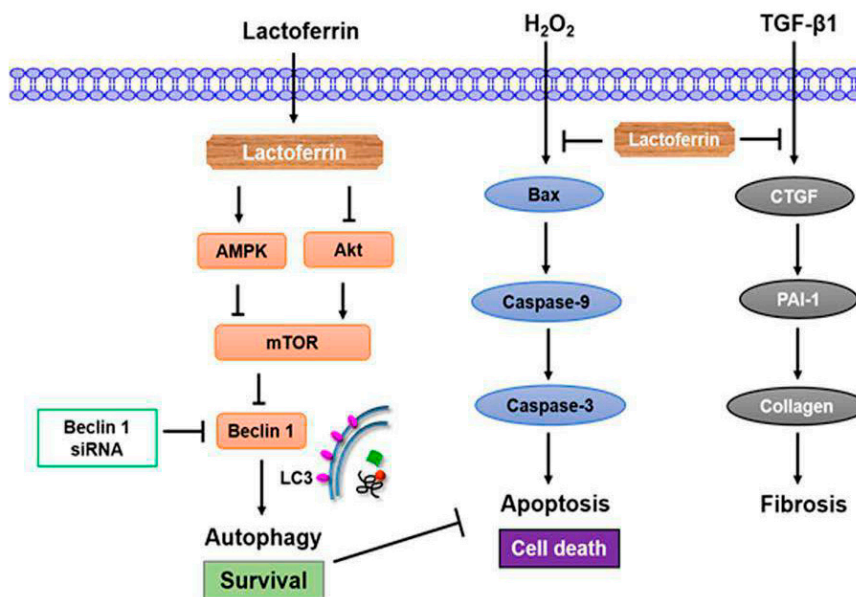 Lactoferrin
H₂O₂
TGF-β1
Lactoferrin
Lactoferrin
Bax
CTGF
AMPK
Akt
Caspase-9
PAI-1
mTOR
Caspase-3
Collagen
Beclin 1
siRNA
Beclin 1
LC3
Autophagy
Survival
Apoptosis
Cell death
Fibrosis